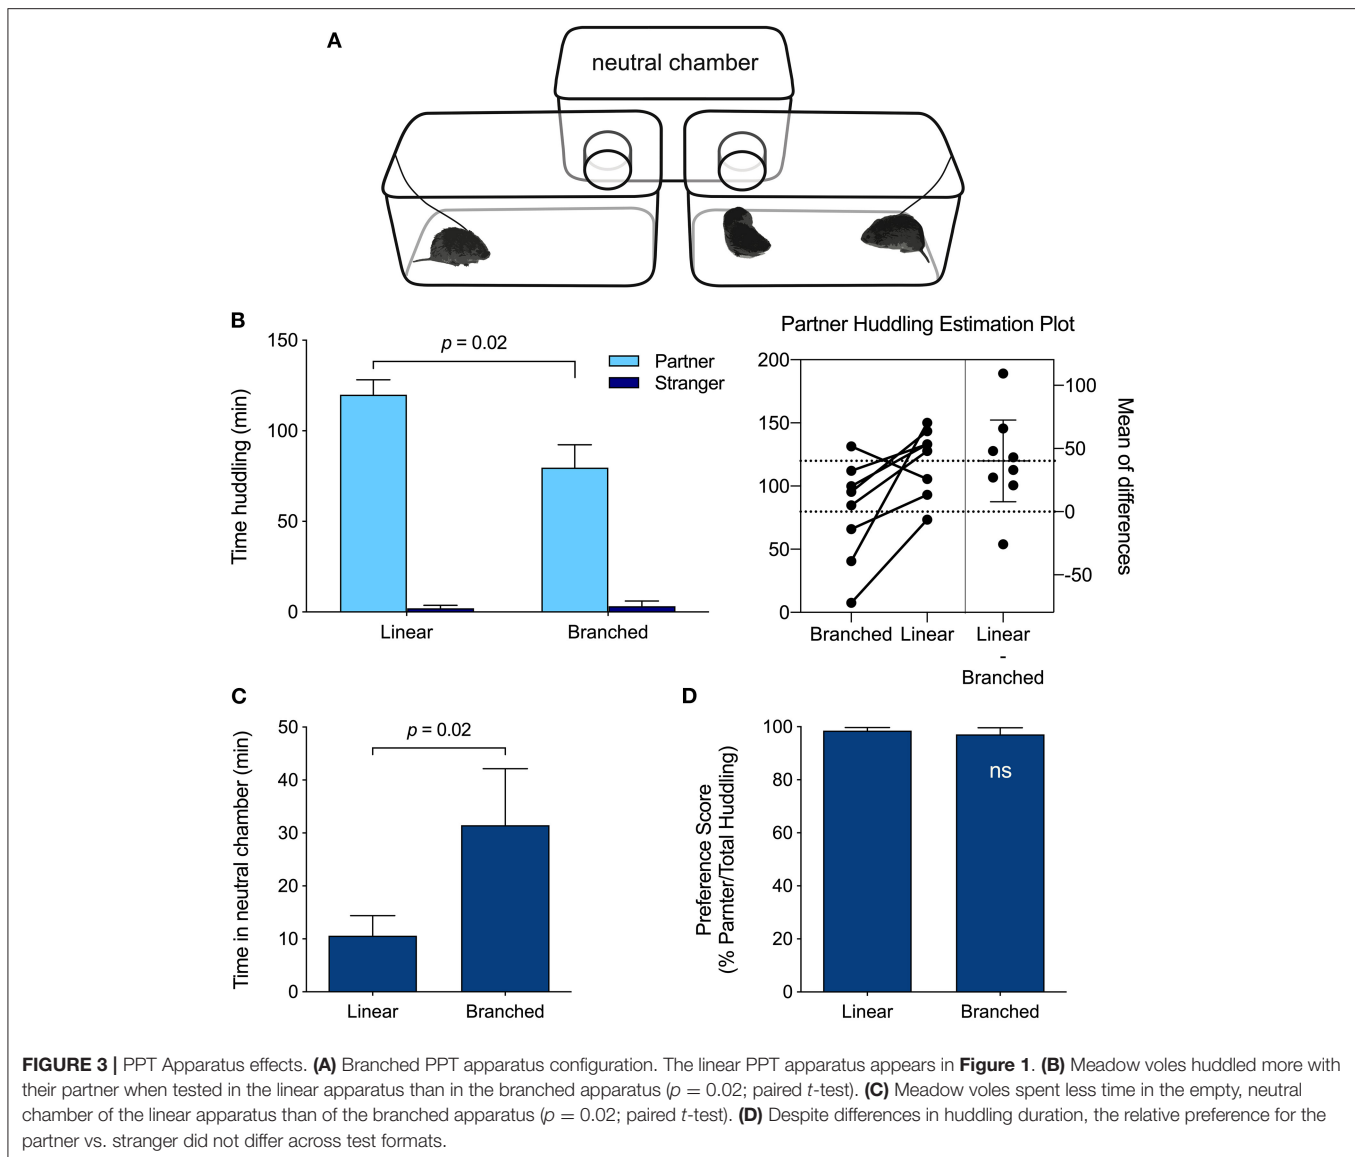 A
neutral chamber
B
150
100
50
0
Time huddling (min)
p = 0.02
Partner
Stranger
Linear
Branched
Partner Huddling Estimation Plot
200
150
100
50
0
100
50
0
-50
Mean of differences
Branched
Linear
Linear
-
Branched
C
50
40
30
20
10
0
Time in neutral chamber (min)
p = 0.02
Linear
Branched
D
100
80
60
40
20
0
Preference Score
(% Parnter/Total Huddling)
ns
Linear
Branched
FIGURE 3 | PPT Apparatus effects. (A) Branched PPT apparatus configuration. The linear PPT apparatus appears in Figure 1. (B) Meadow voles huddled more with
their partner when tested in the linear apparatus than in the branched apparatus (p = 0.02; paired t-test). (C) Meadow voles spent less time in the empty, neutral
chamber of the linear apparatus than of the branched apparatus (p = 0.02; paired t-test). (D) Despite differences in huddling duration, the relative preference for the
partner vs. stranger did not differ across test formats.